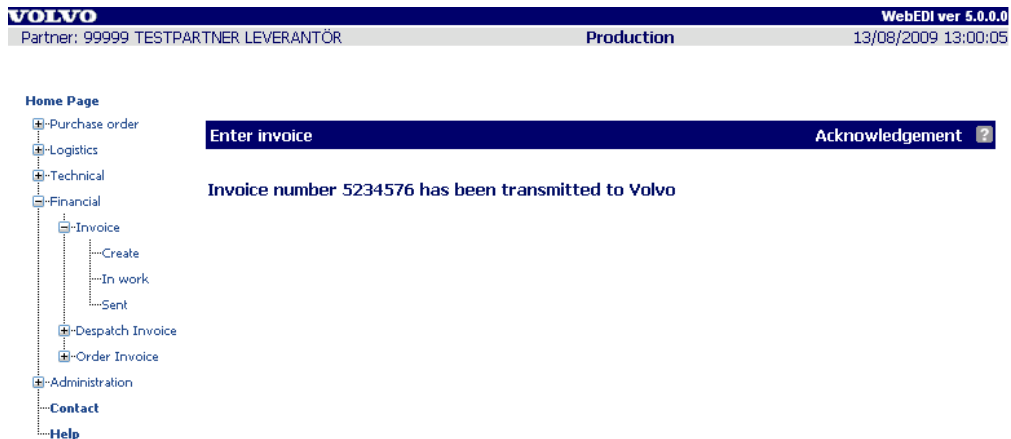 VOLVO WebEDI ver 5.0.0.0
Partner: 99999 TESTPARTNER LEVERANTÖR Production 13/08/2009 13:00:05
Home Page
Purchase order
Enter invoice Acknowledgement ?
Logistics
Technical
Invoice number 5234576 has been transmitted to Volvo
Financial
Invoice
Create
In work
Sent
Despatch Invoice
Order Invoice
Administration
Contact
Help